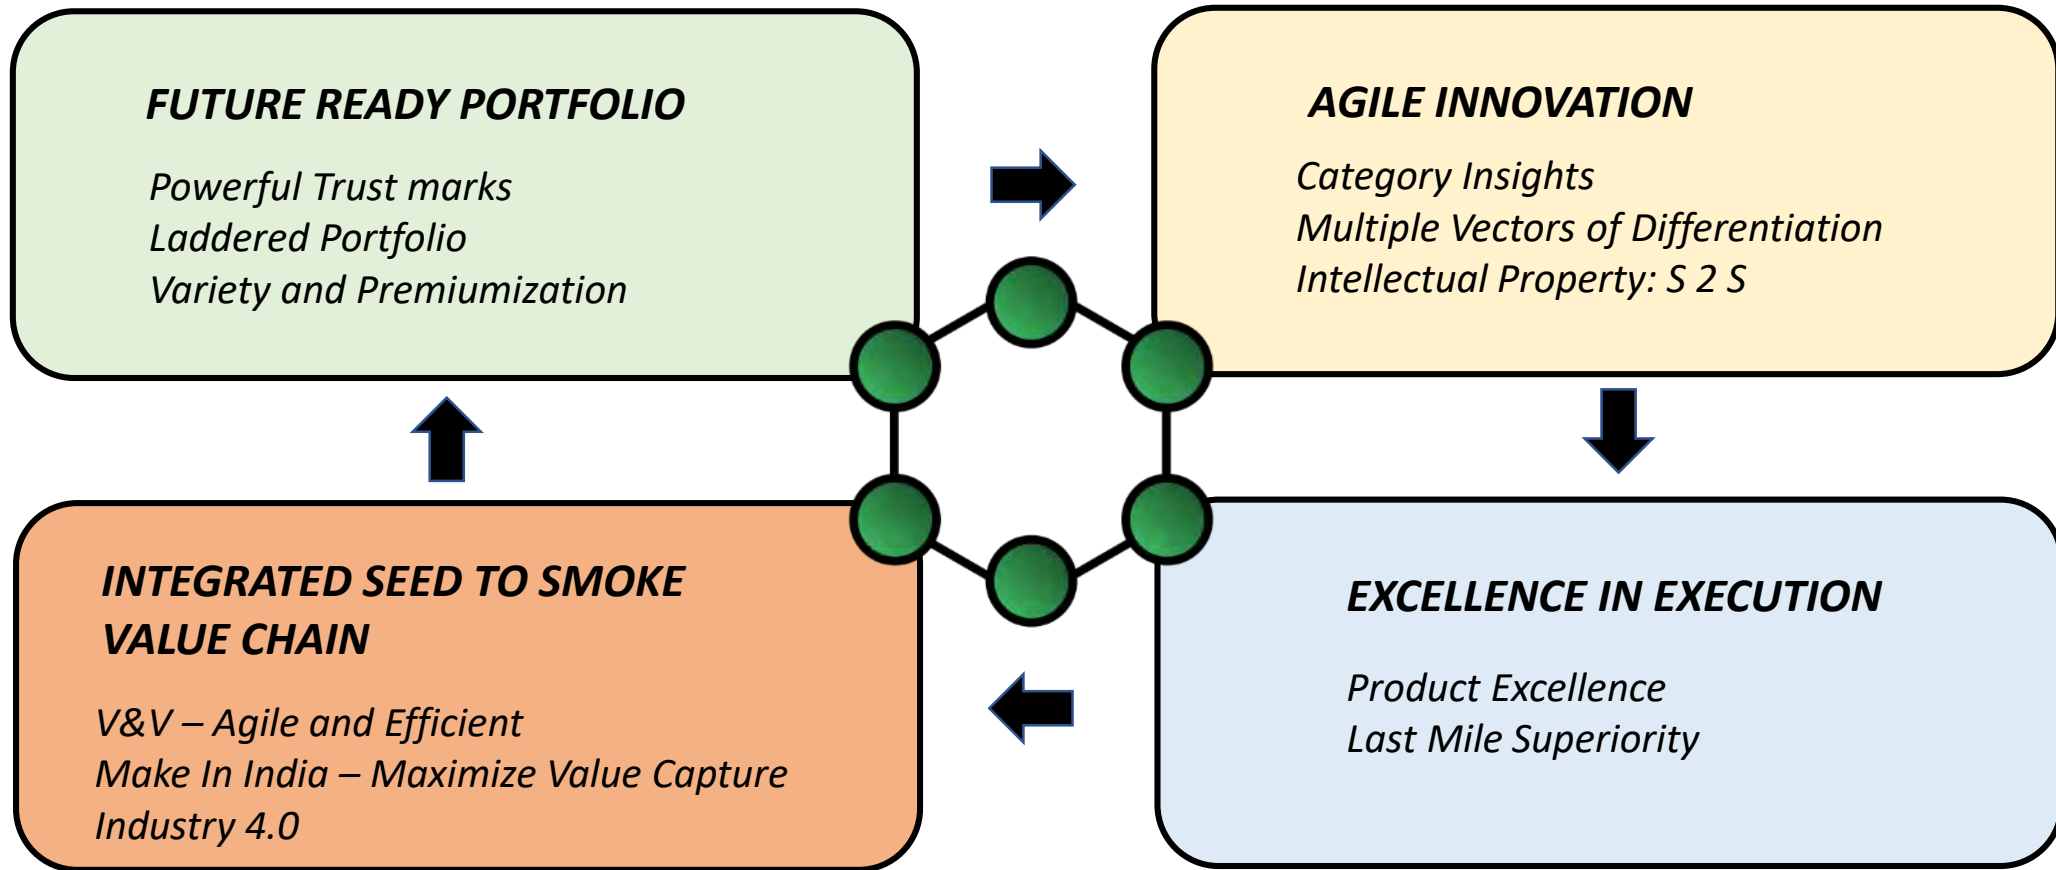 FUTURE READY PORTFOLIO
Powerful Trust marks
Laddered Portfolio
Variety and Premiumization
AGILE INNOVATION
Category Insights
Multiple Vectors of Differentiation
Intellectual Property: S 2 S
INTEGRATED SEED TO SMOKE
VALUE CHAIN
V&V – Agile and Efficient
Make In India – Maximize Value Capture
Industry 4.0
EXCELLENCE IN EXECUTION
Product Excellence
Last Mile Superiority